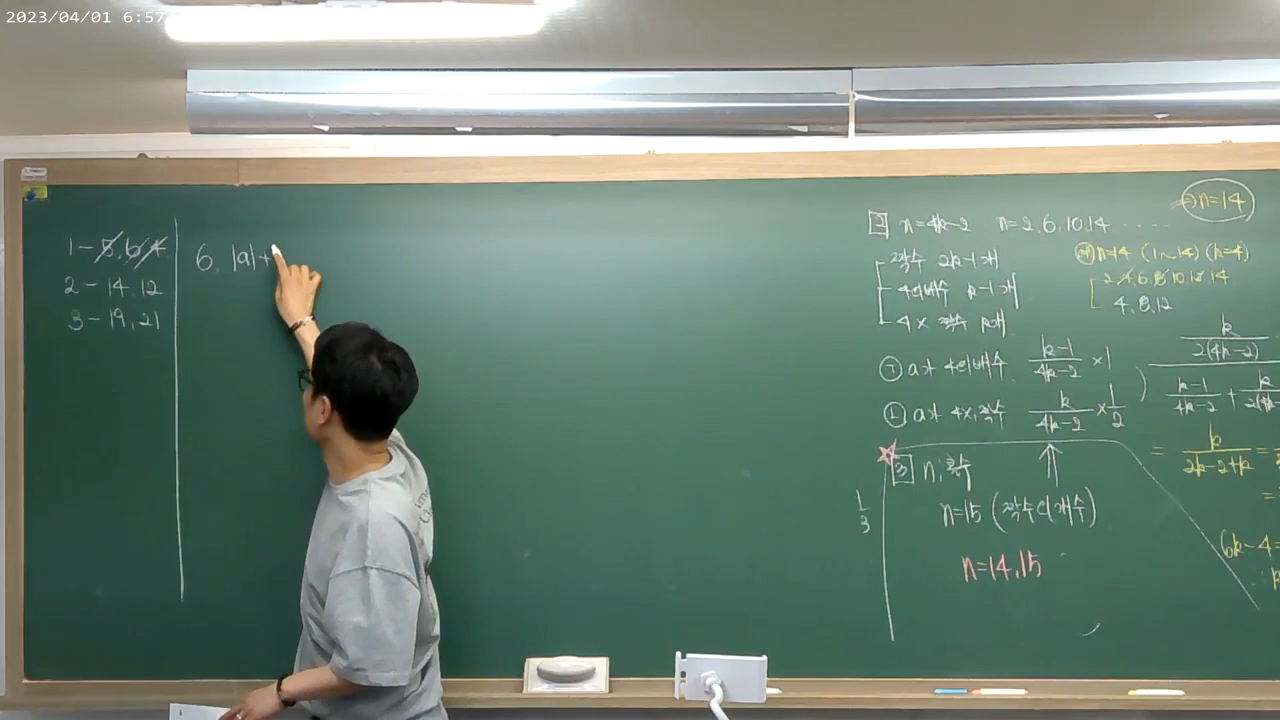 2023/04/01 6:57
1-5,6,4
2-14,12
3-19,21
6. |a|+
⇒ n=14
[2] n=4k-2 n=2,6,10,14 .....
짝수 2k-1개
4의배수 k-1개
4×홀수 k개
㉠ a가 4의배수 (k-1)/(4k-2) ×1
㉡ a가 4×홀수 k/(4k-2) ×1/2
n=14 (1~14) (k=4)
2,4,6,8,10,12,14
4,8,12
k/(2(4k-2))
(k-1)/(4k-2) +
= k/(2k-2+k) =
6k-4=
[3] n:홀수
n=15 (짝수의개수)
1/3
n=14,15